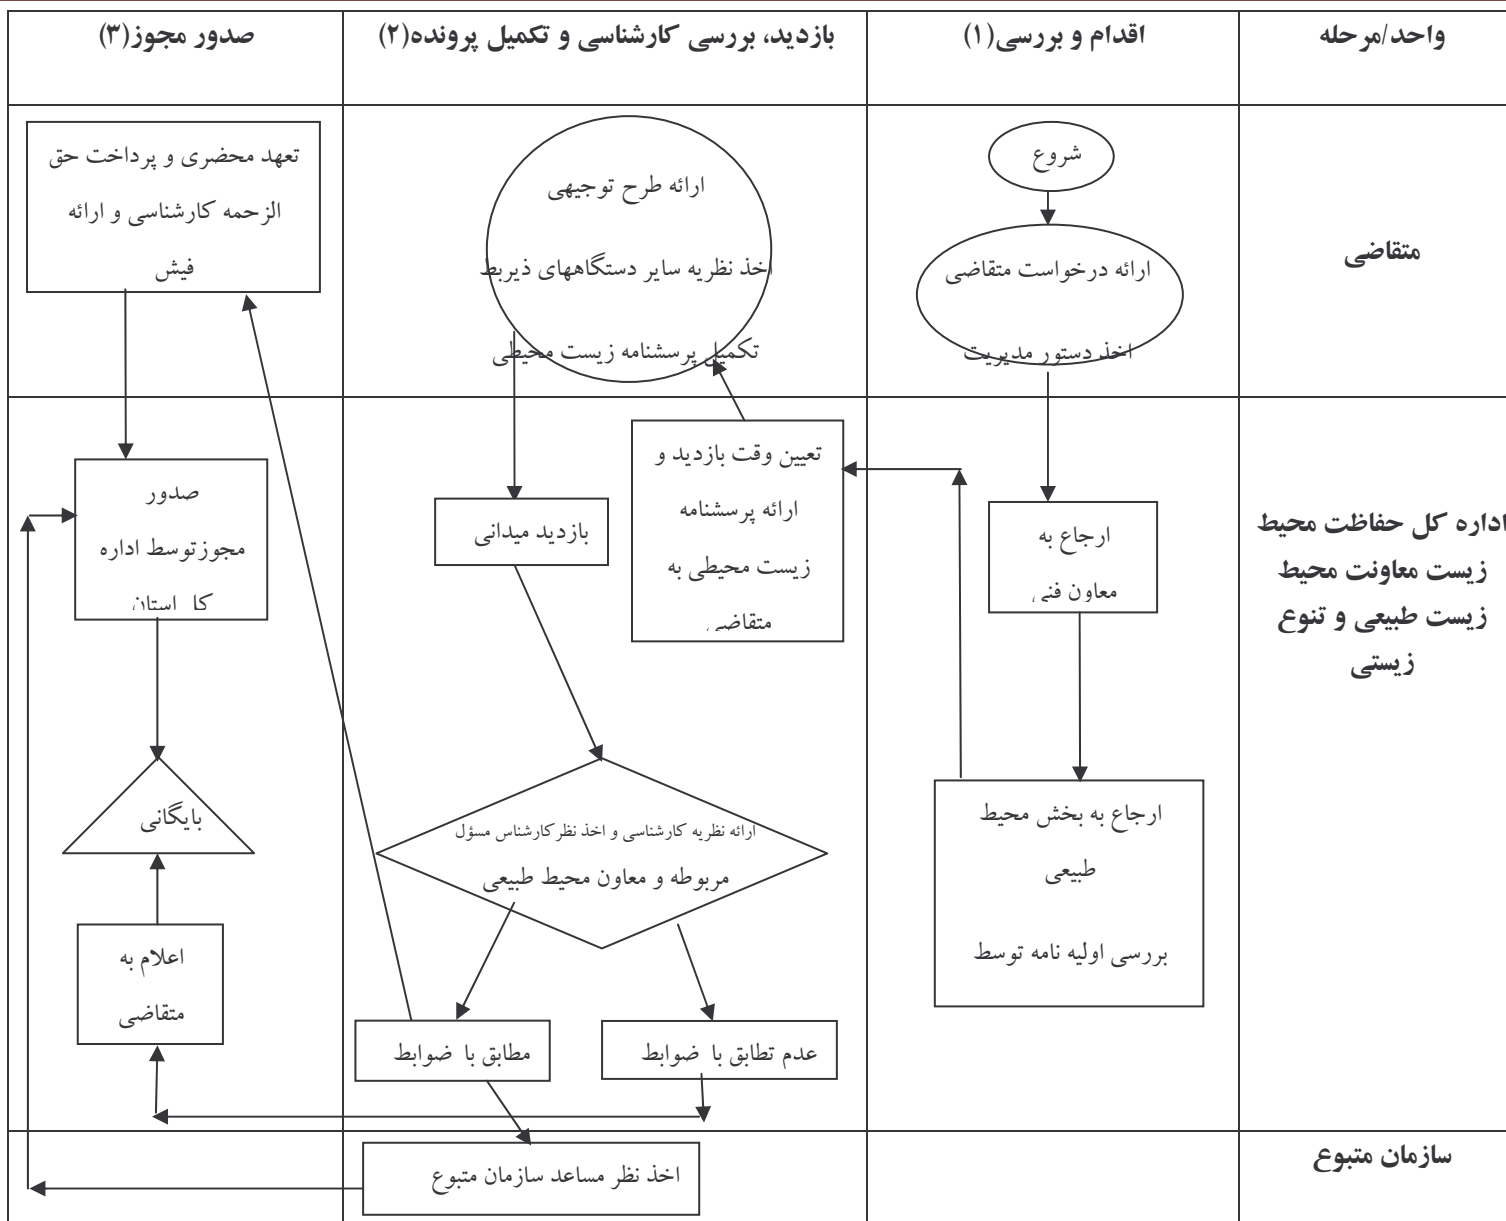 واحد/مرحله
اقدام و بررسی(۱)
بازدید، بررسی کارشناسی و تکمیل پرونده(۲)
صدور مجوز(۳)
متقاضی
شروع
ارائه درخواست متقاضی
اخذ دستور مدیریت
ارائه طرح توجیهی
اخذ نظریه سایر دستگاههای ذیربط
تکمیل پرسشنامه زیست محیطی
تعهد محضری و پرداخت حق
الزحمه کارشناسی و ارائه
فیش
اداره کل حفاظت محیط
زیست معاونت محیط
زیست طبیعی و تنوع
زیستی
ارجاع به
معاون فنی
ارجاع به بخش محیط
طبیعی
بررسی اولیه نامه توسط
تعیین وقت بازدید و
ارائه پرسشنامه
زیست محیطی به
متقاضی
بازدید میدانی
ارائه نظریه کارشناسی و اخذ نظرکارشناس مسؤل
مربوطه و معاون محیط طبیعی
عدم تطابق با ضوابط
مطابق با ضوابط
صدور
مجوزتوسط اداره
کل استان
بایگانی
اعلام به
متقاضی
سازمان متبوع
اخذ نظر مساعد سازمان متبوع